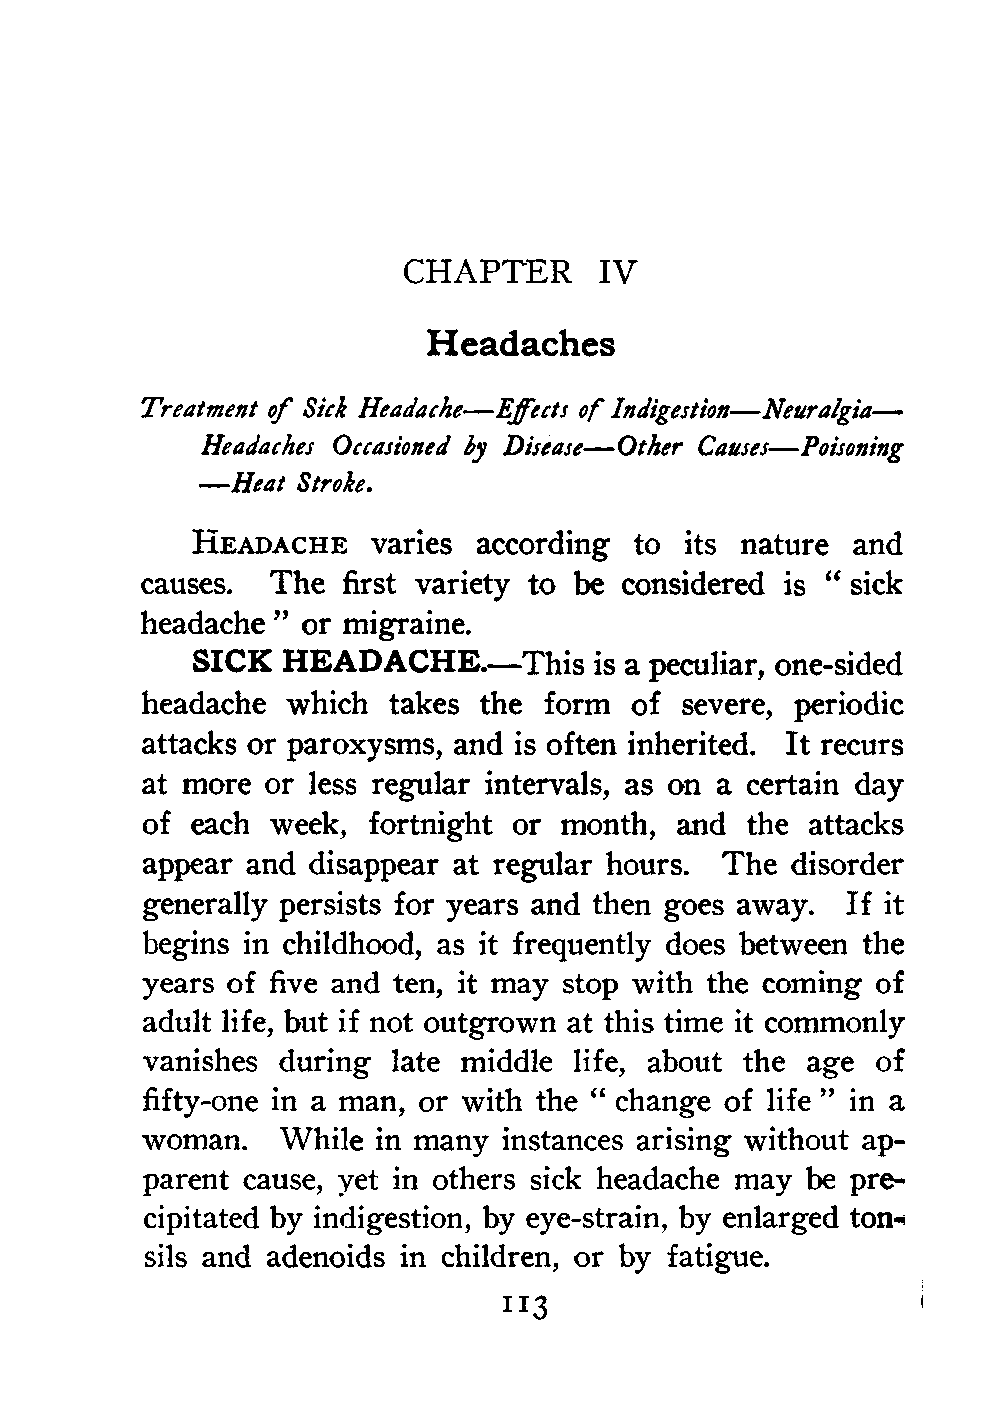 CHAPTER IV
Headaches
Treatment of Sick Headache—Effects of Indigestion—Neuralgia—
Headaches Occasioned by Disease—Other Causes—Poisoning
—Heat Stroke.
HEADACHE varies according to its nature and
causes. The first variety to be considered is “ sick
headache ” or migraine.
SICK HEADACHE.—This is a peculiar, one-sided
headache which takes the form of severe, periodic
attacks or paroxysms, and is often inherited. It recurs
at more or less regular intervals, as on a certain day
of each week, fortnight or month, and the attacks
appear and disappear at regular hours. The disorder
generally persists for years and then goes away. If it
begins in childhood, as it frequently does between the
years of five and ten, it may stop with the coming of
adult life, but if not outgrown at this time it commonly
vanishes during late middle life, about the age of
fifty-one in a man, or with the “ change of life ” in a
woman. While in many instances arising without ap-
parent cause, yet in others sick headache may be pre-
cipitated by indigestion, by eye-strain, by enlarged ton-
sils and adenoids in children, or by fatigue.
113